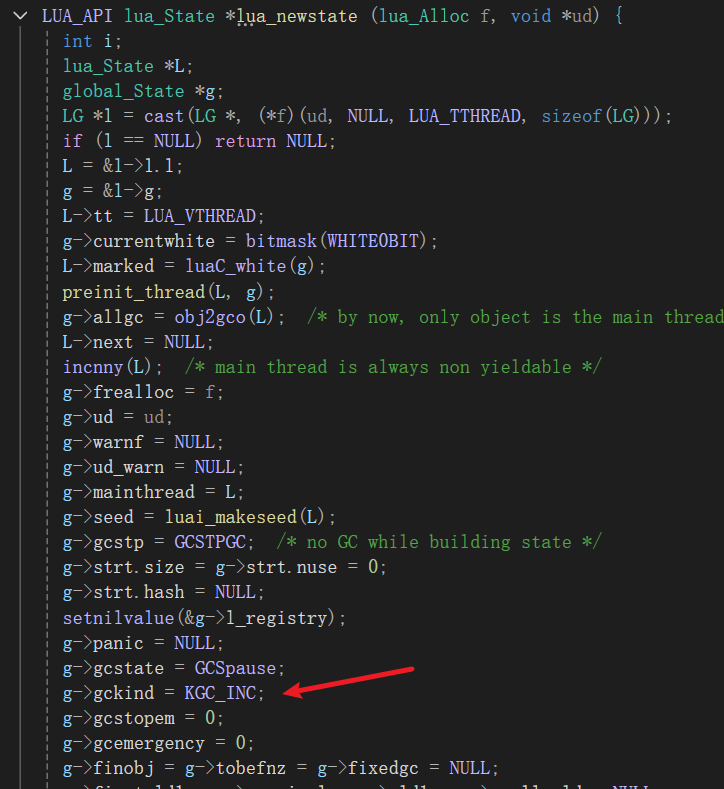 LUA_API lua_State *lua_newstate (lua_Alloc f, void *ud) {
int i;
lua_State *L;
global_State *g;
LG *l = cast(LG *, (*f)(ud, NULL, LUA_TTHREAD, sizeof(LG)));
if (l == NULL) return NULL;
L = &l->l.l;
g = &l->g;
L->tt = LUA_VTHREAD;
g->currentwhite = bitmask(WHITE0BIT);
L->marked = luaC_white(g);
preinit_thread(L, g);
g->allgc = obj2gco(L);  /* by now, only object is the main thread
L->next = NULL;
incnny(L);  /* main thread is always non yieldable */
g->frealloc = f;
g->ud = ud;
g->warnf = NULL;
g->ud_warn = NULL;
g->mainthread = L;
g->seed = luai_makeseed(L);
g->gcstp = GCSTPGC;  /* no GC while building state */
g->strt.size = g->strt.nuse = 0;
g->strt.hash = NULL;
setnilvalue(&g->l_registry);
g->panic = NULL;
g->gcstate = GCSpause;
g->gckind = KGC_INC;
g->gcstopem = 0;
g->gcemergency = 0;
g->finobj = g->tobefnz = g->fixedgc = NULL;